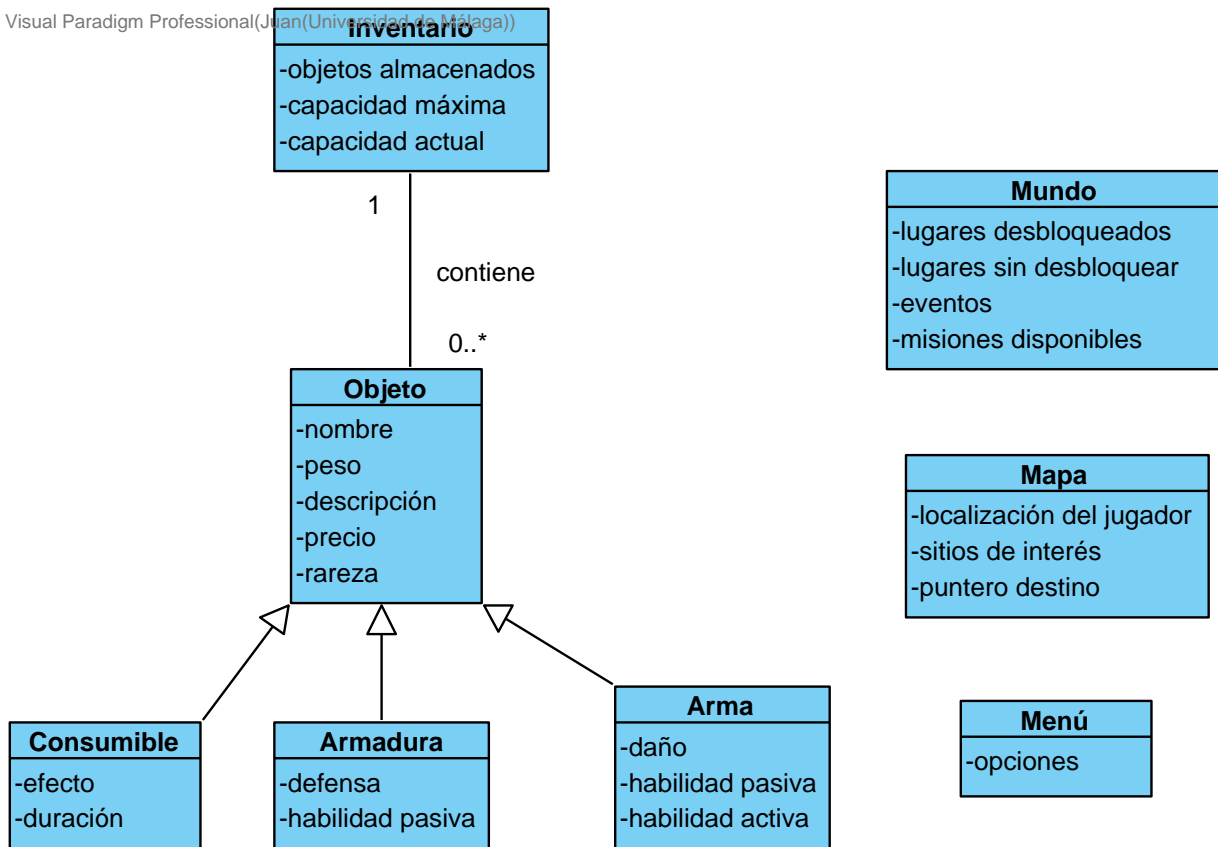 Visual Paradigm Professional(Juan(Universidad de Málaga))
Inventario
-objetos almacenados
-capacidad máxima
-capacidad actual
1
contiene
0..*
Objeto
-nombre
-peso
-descripción
-precio
-rareza
Consumible
-efecto
-duración
Armadura
-defensa
-habilidad pasiva
Arma
-daño
-habilidad pasiva
-habilidad activa
Mundo
-lugares desbloqueados
-lugares sin desbloquear
-eventos
-misiones disponibles
Mapa
-localización del jugador
-sitios de interés
-puntero destino
Menú
-opciones